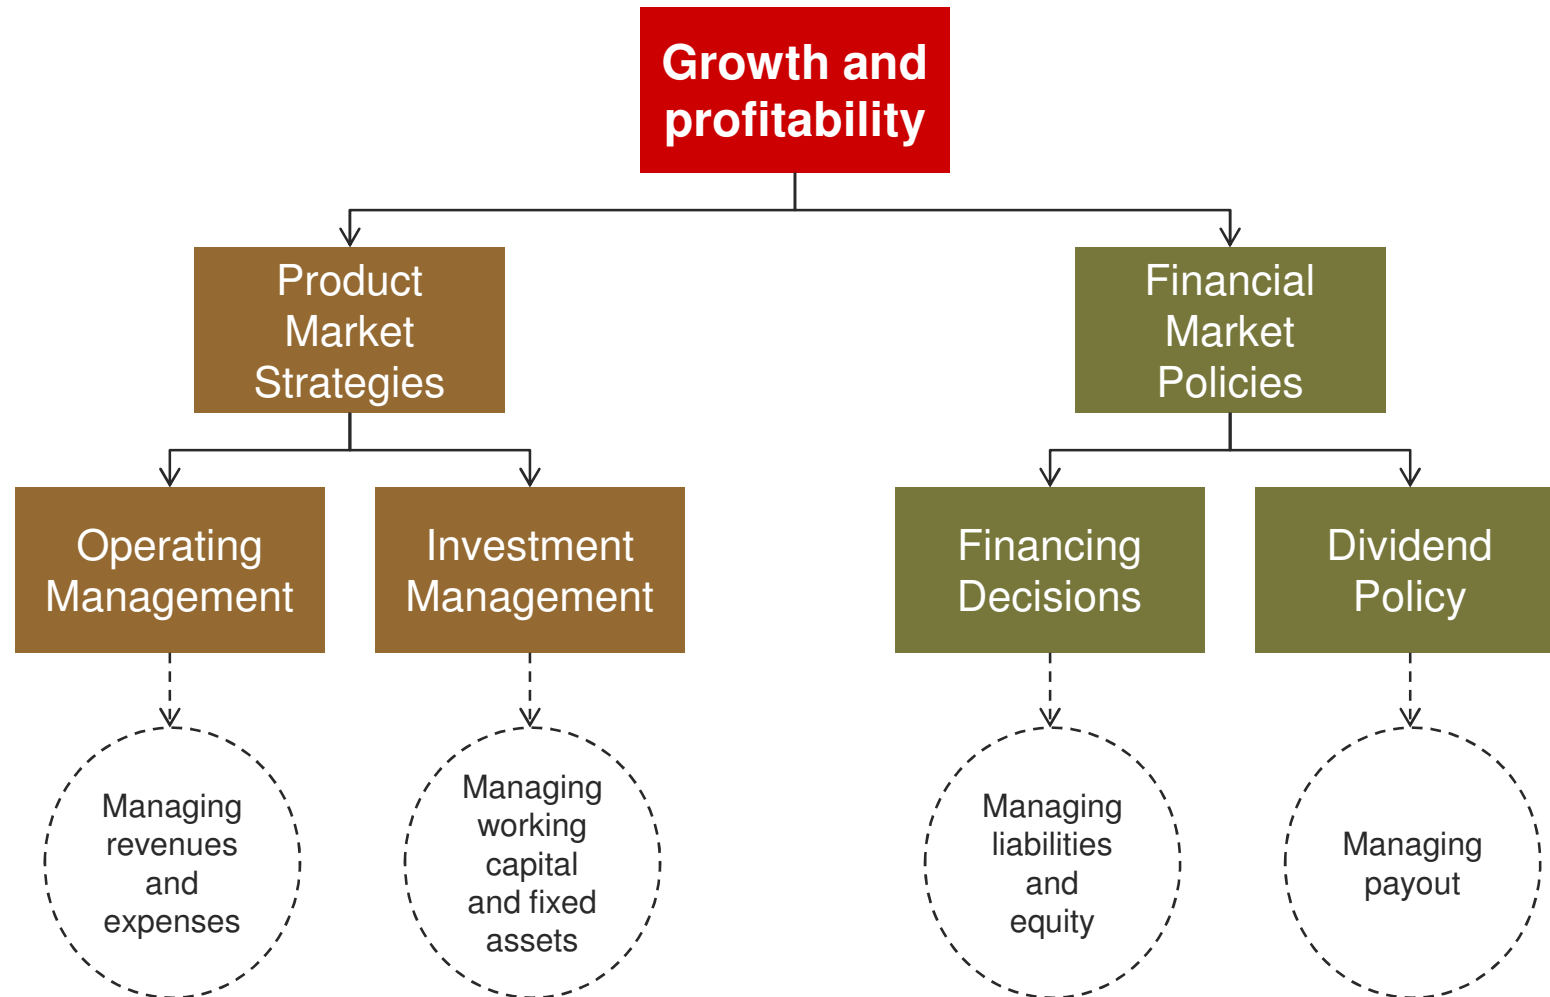 Growth and
profitability
Product
Market
Strategies
Financial
Market
Policies
Operating
Management
Investment
Management
Financing
Decisions
Dividend
Policy
Managing
revenues
and
expenses
Managing
working
capital
and fixed
assets
Managing
liabilities
and
equity
Managing
payout